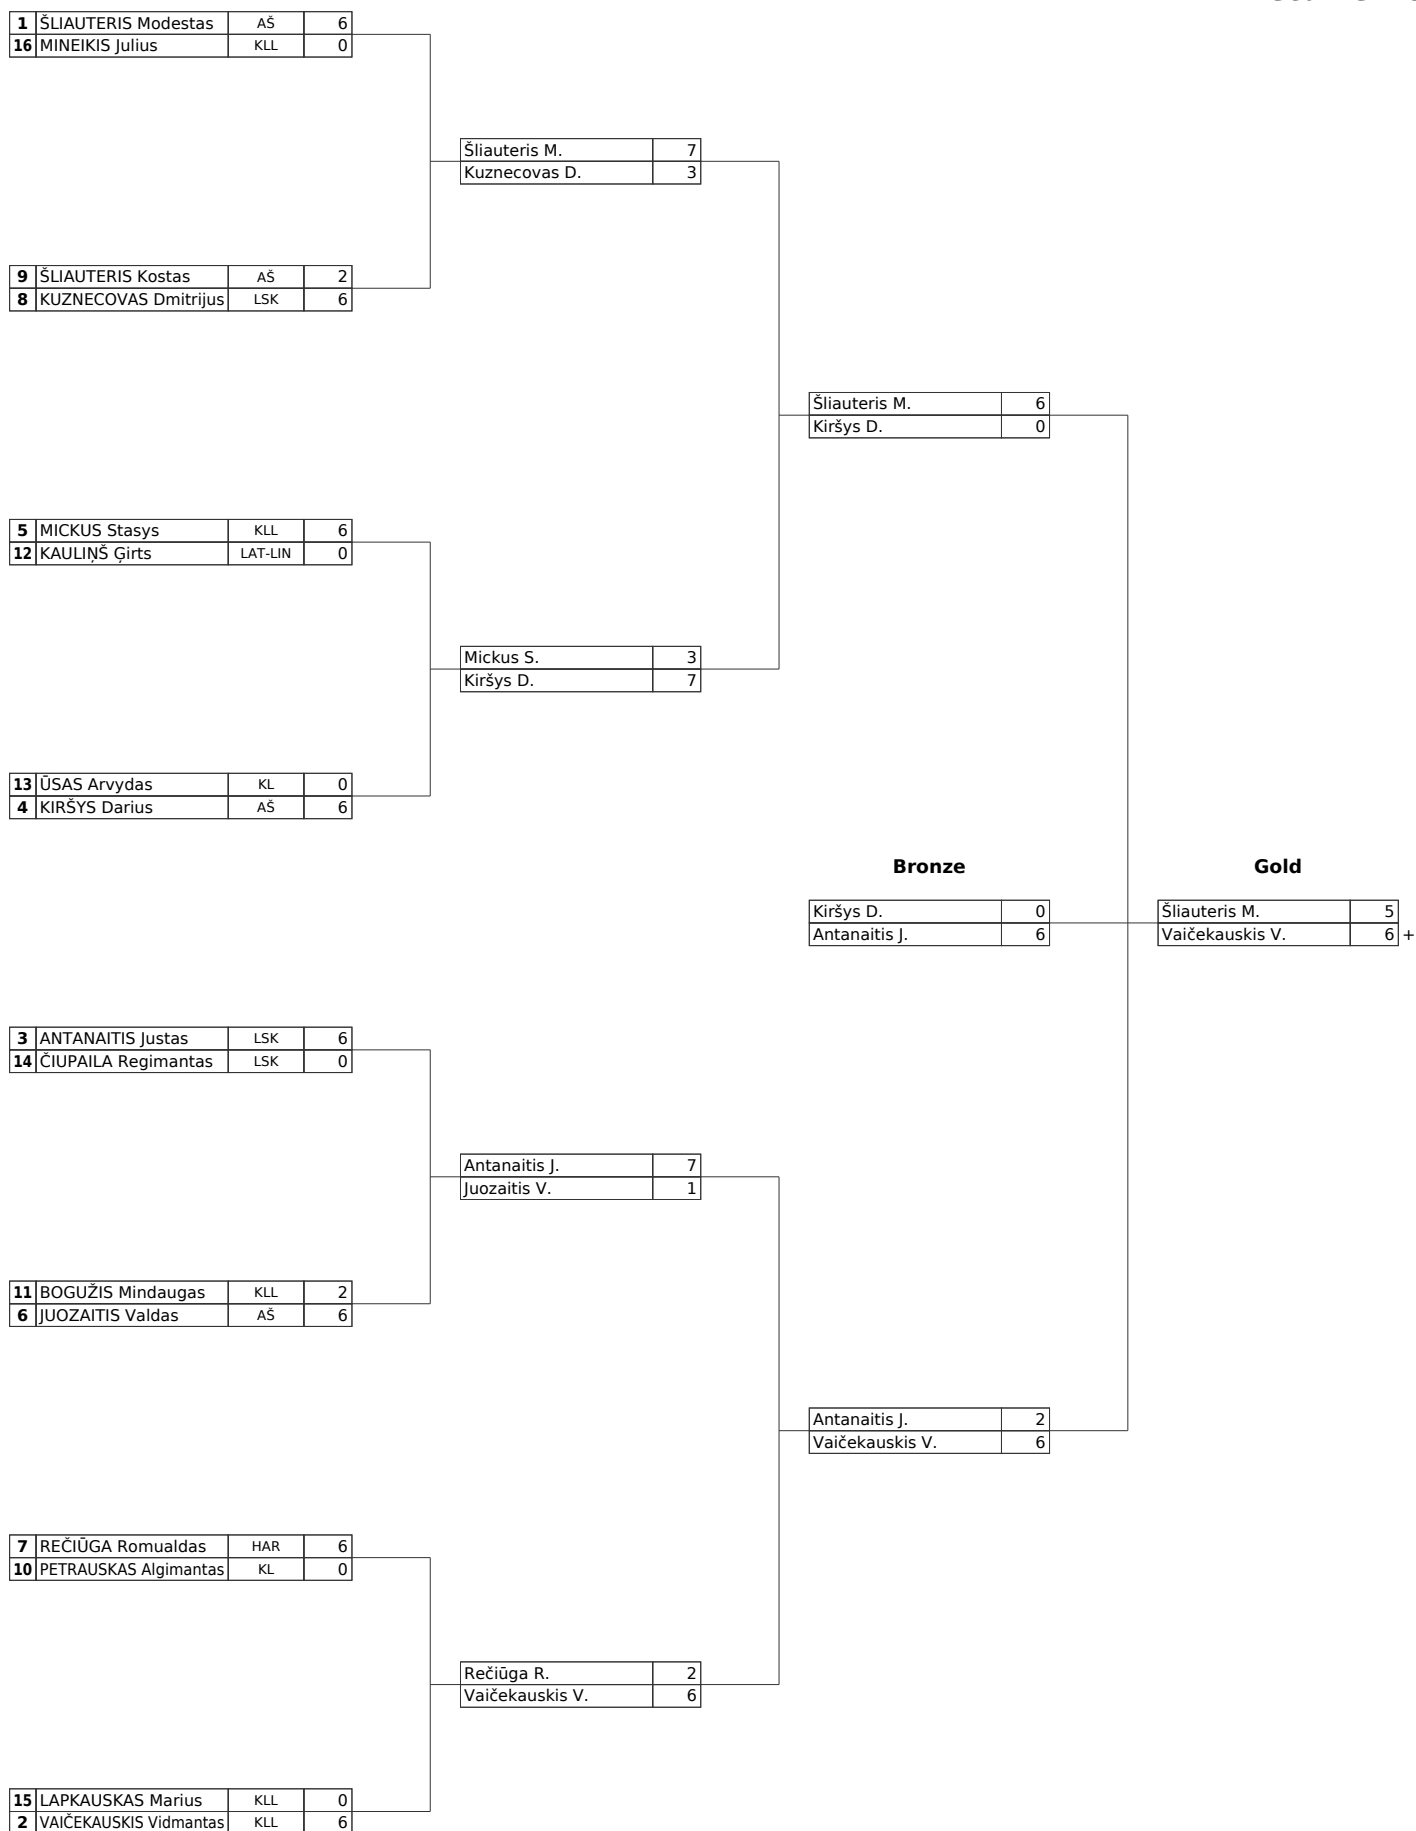 1 ŠLIAUTERIS Modestas AŠ 6
16 MINEIKIS Julius KLL 0
Šliauteris M. 7
Kuznecovas D. 3
9 ŠLIAUTERIS Kostas AŠ 2
8 KUZNECOVAS Dmitrijus LSK 6
Šliauteris M. 6
Kiršys D. 0
5 MICKUS Stasys KLL 6
12 KAULIŅŠ Ģirts LAT-LIN 0
Mickus S. 3
Kiršys D. 7
13 ŪSAS Arvydas KL 0
4 KIRŠYS Darius AŠ 6
Bronze Gold
Kiršys D. 0 Šliauteris M. 5
Antanaitis J. 6 Vaičekauskis V. 6 +
3 ANTANAITIS Justas LSK 6
14 ČIUPAILA Regimantas LSK 0
Antanaitis J. 7
Juozaitis V. 1
11 BOGUŽIS Mindaugas KLL 2
6 JUOZAITIS Valdas AŠ 6
Antanaitis J. 2
Vaičekauskis V. 6
7 REČIŪGA Romualdas HAR 6
10 PETRAUSKAS Algimantas KL 0
Rečiūga R. 2
Vaičekauskis V. 6
15 LAPKAUSKAS Marius KLL 0
2 VAIČEKAUSKIS Vidmantas KLL 6